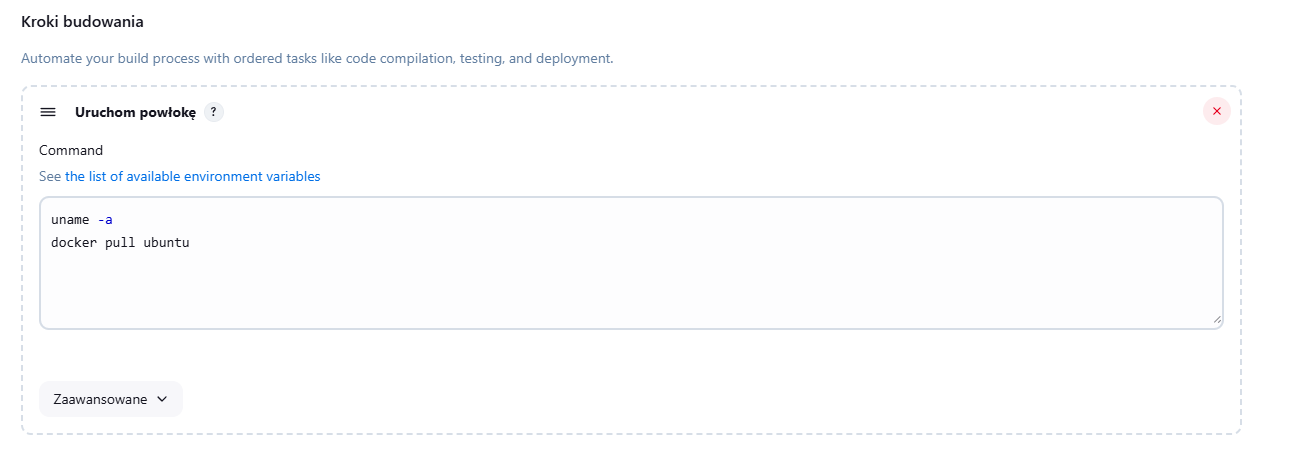 Kroki budowania
Automate your build process with ordered tasks like code compilation, testing, and deployment.
Uruchom powłokę ?
Command
See the list of available environment variables
uname -a
docker pull ubuntu
Zaawansowane